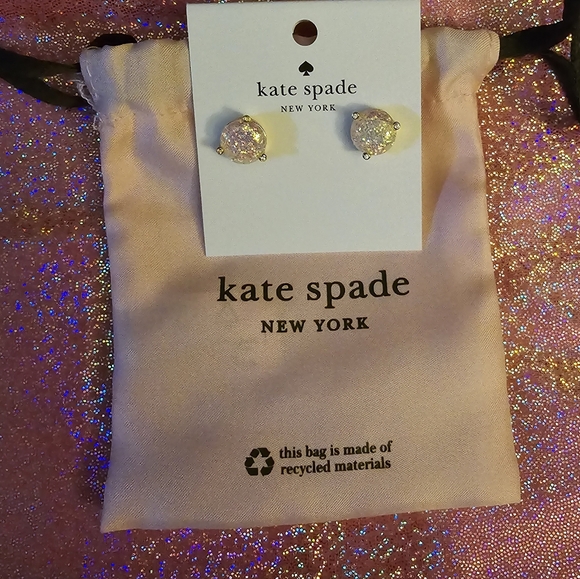 kate spade
NEW YORK
kate spade
NEW YORK
this bag is made of
recycled materials